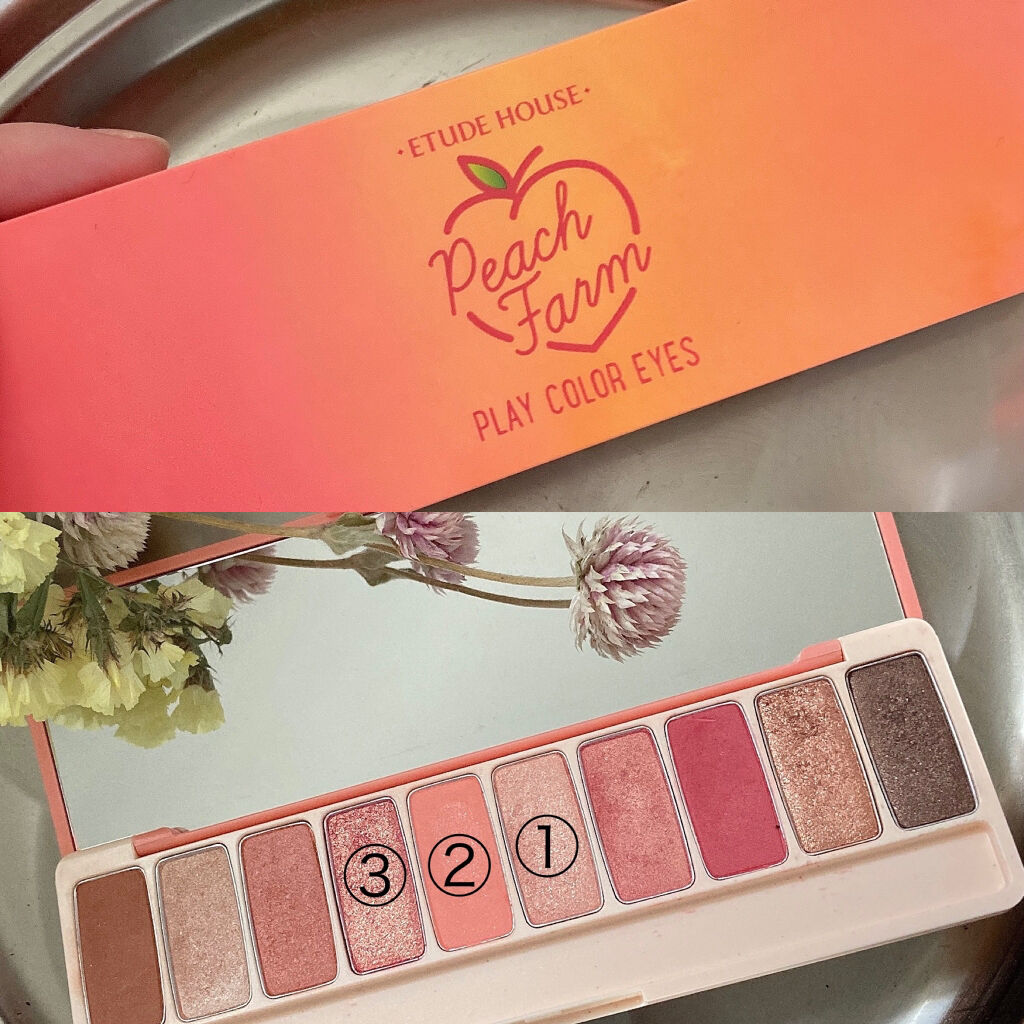 ·ETUDE HOUSE·
Peach
Farm
PLAY COLOR EYES
③ ② ①